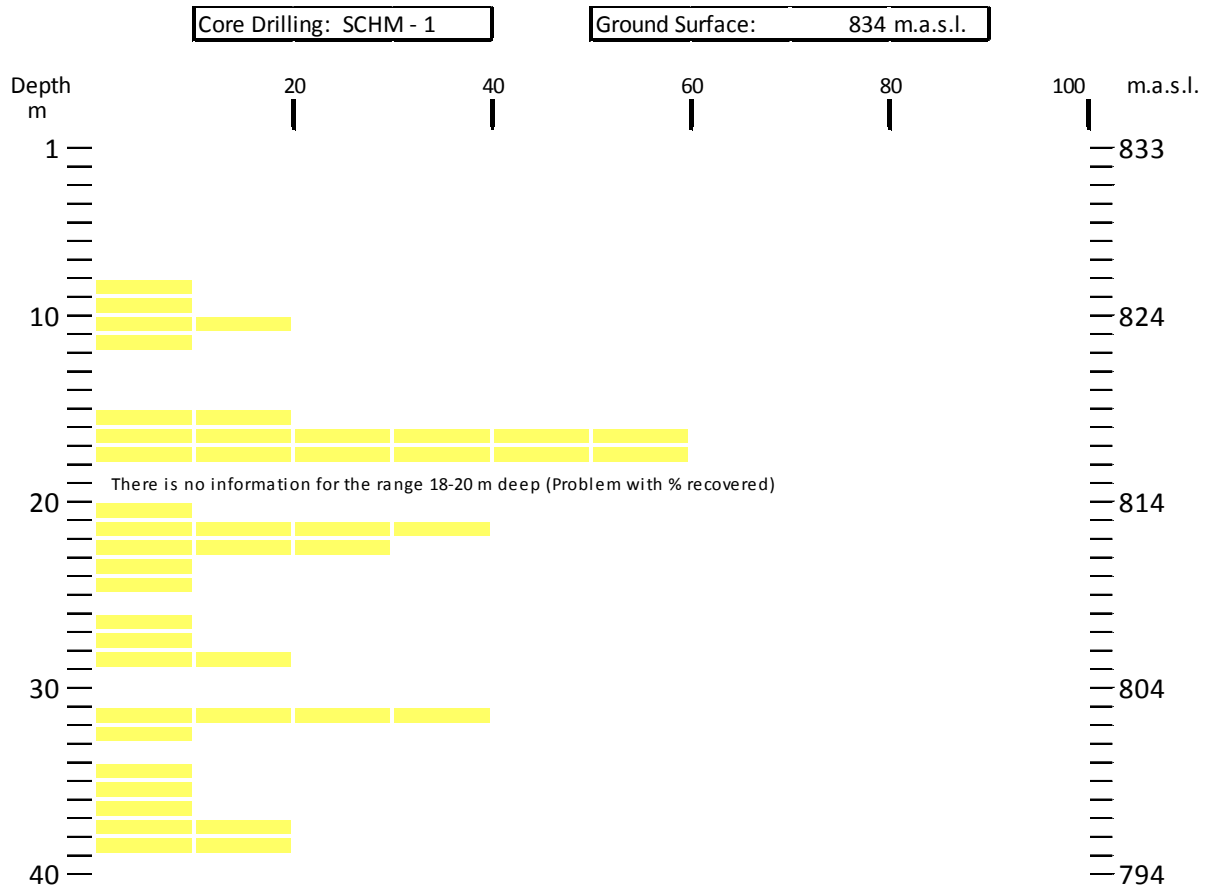 Core Drilling: SCHM - 1 Ground Surface: 834 m.a.s.l.
Depth 20 40 60 80 100 m.a.s.l.
m
1 833
10 824
There is no information for the range 18-20 m deep (Problem with % recovered)
20 814
30 804
40 794